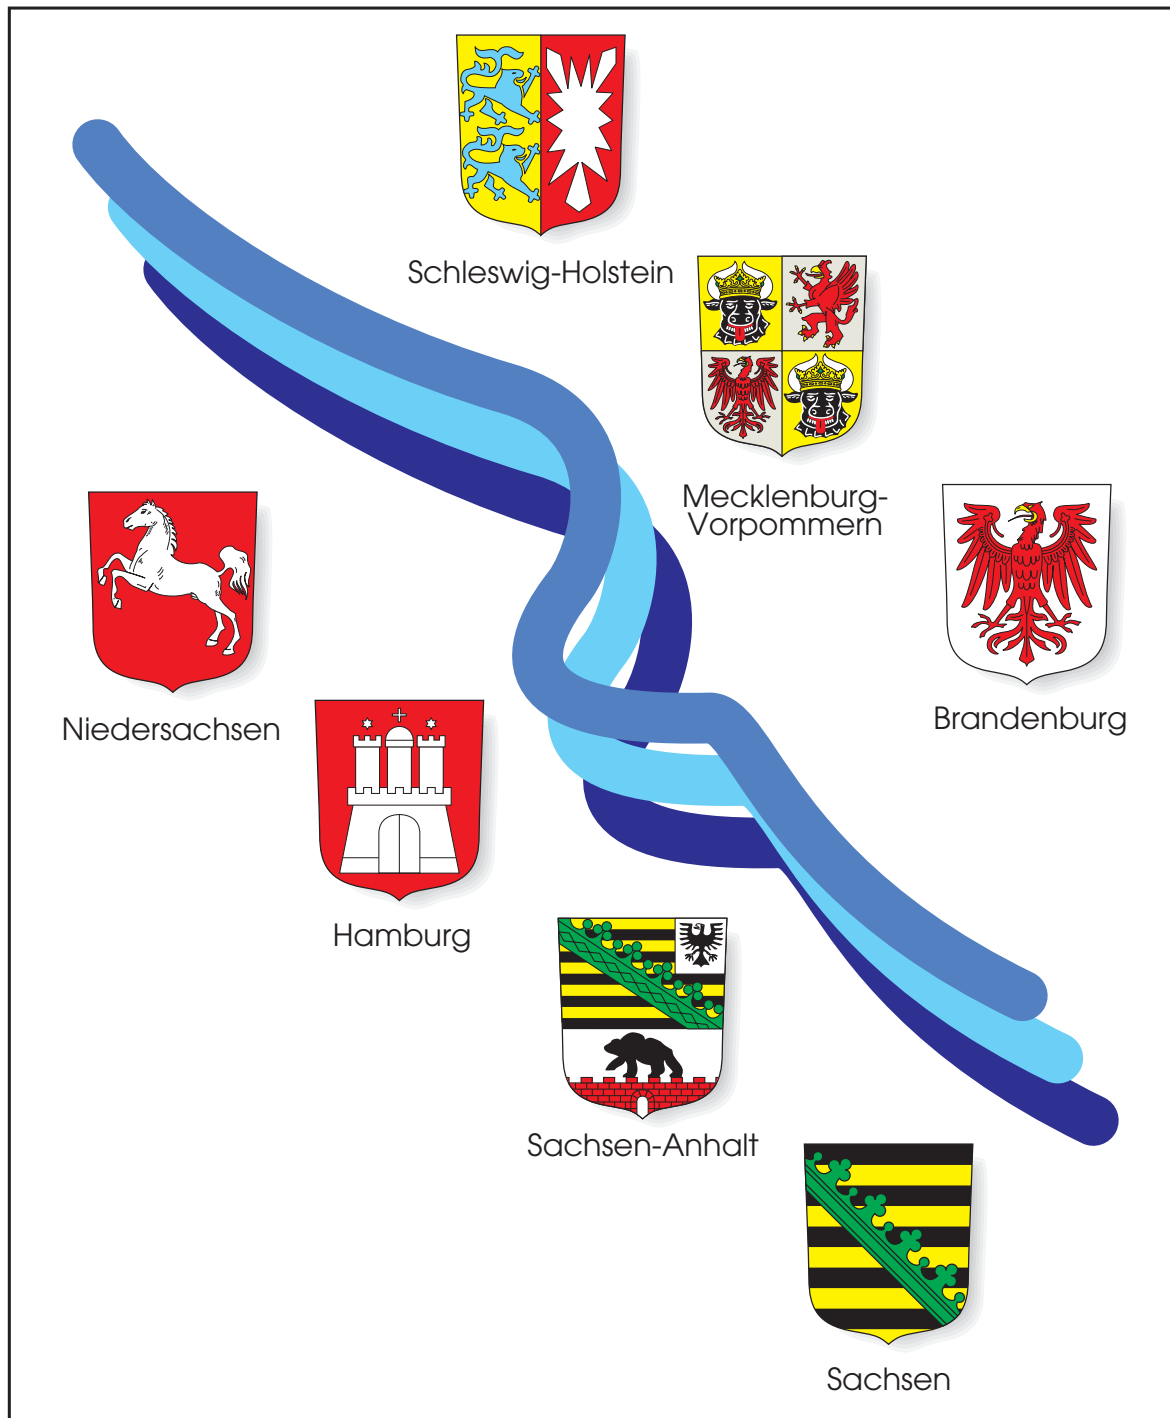 Schleswig-Holstein
Mecklenburg-
Vorpommern
Niedersachsen
Brandenburg
Hamburg
Sachsen-Anhalt
Sachsen